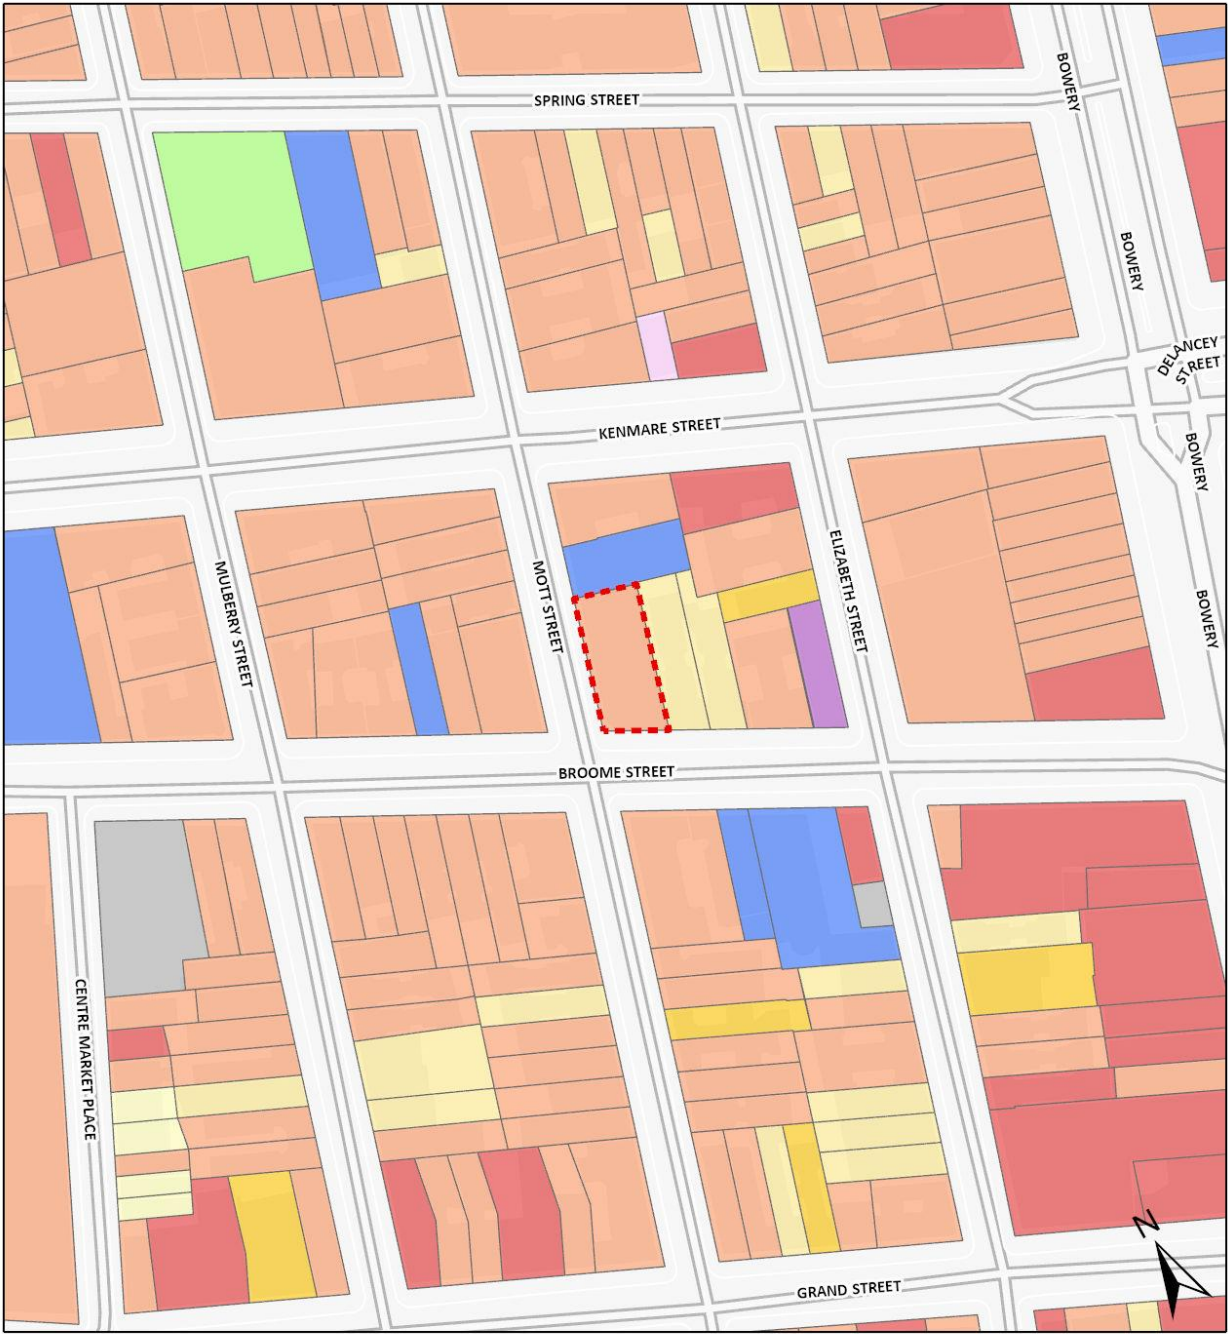 BOWERY
SPRING STREET
BOWERY
DELANCEY
STREET
KENMARE STREET
BOWERY
ELIZABETH STREET
MOTT STREET
MULBERRY STREET
BOWERY
BROOME STREET
CENTRE MARKET PLACE
N
GRAND STREET